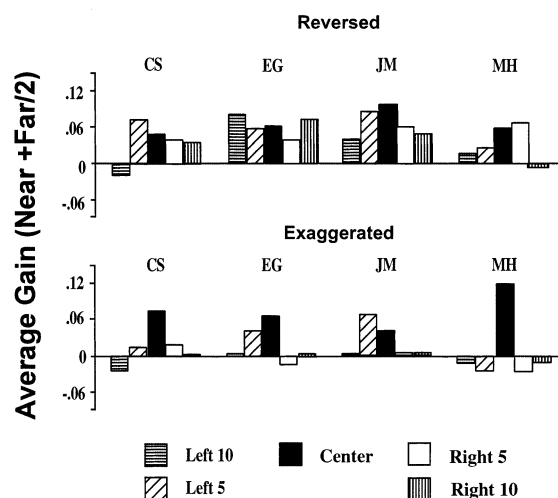 Reversed
CS EG JM MH
.12
.06
0
-.06
Average Gain (Near +Far/2)
Exaggerated
CS EG JM MH
.12
.06
0
-.06
Left 10 Center Right 5
Left 5 Right 10